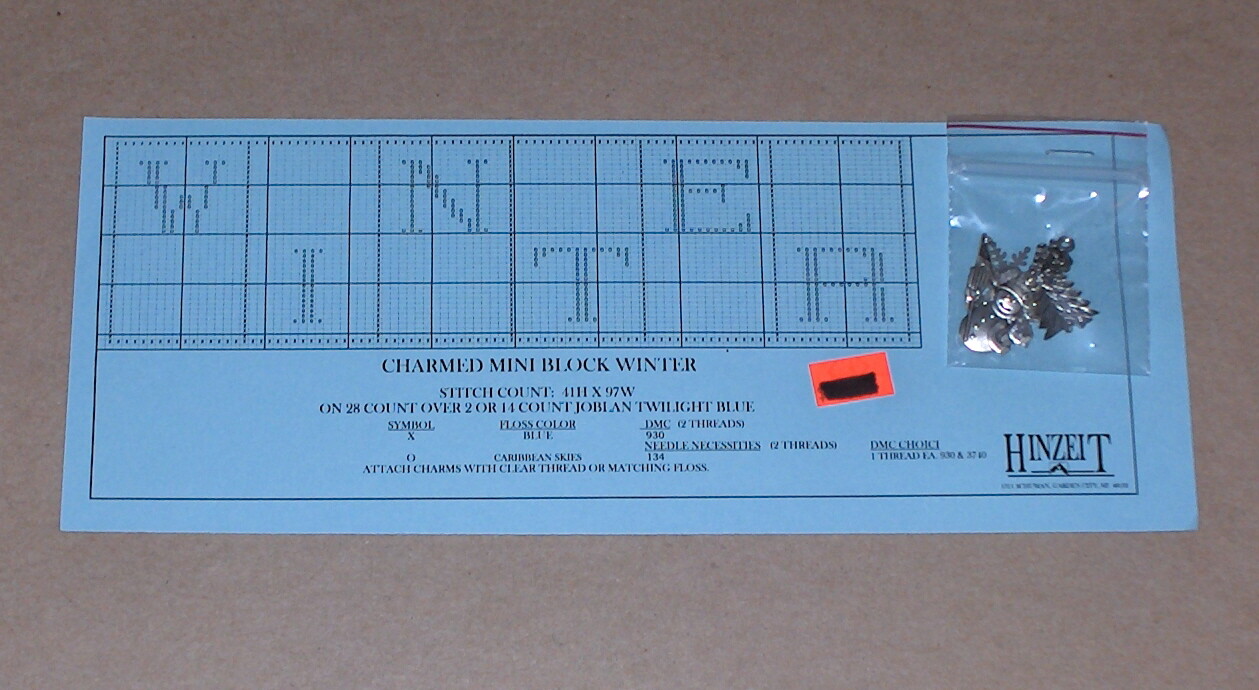 W N E
I T R
CHARMED MINI BLOCK WINTER
STITCH COUNT: 41H X 97W
ON 28 COUNT OVER 2 OR 14 COUNT JOBLAN TWILIGHT BLUE
SYMBOL FLOSS COLOR DMC (2 THREADS)
X BLUE 930
NEEDLE NECESSITIES (2 THREADS) DMC CHOICE
O CARIBBEAN SKIES 134 1 THREAD EA. 930 & 3740
ATTACH CHARMS WITH CLEAR THREAD OR MATCHING FLOSS.
HINZEIT